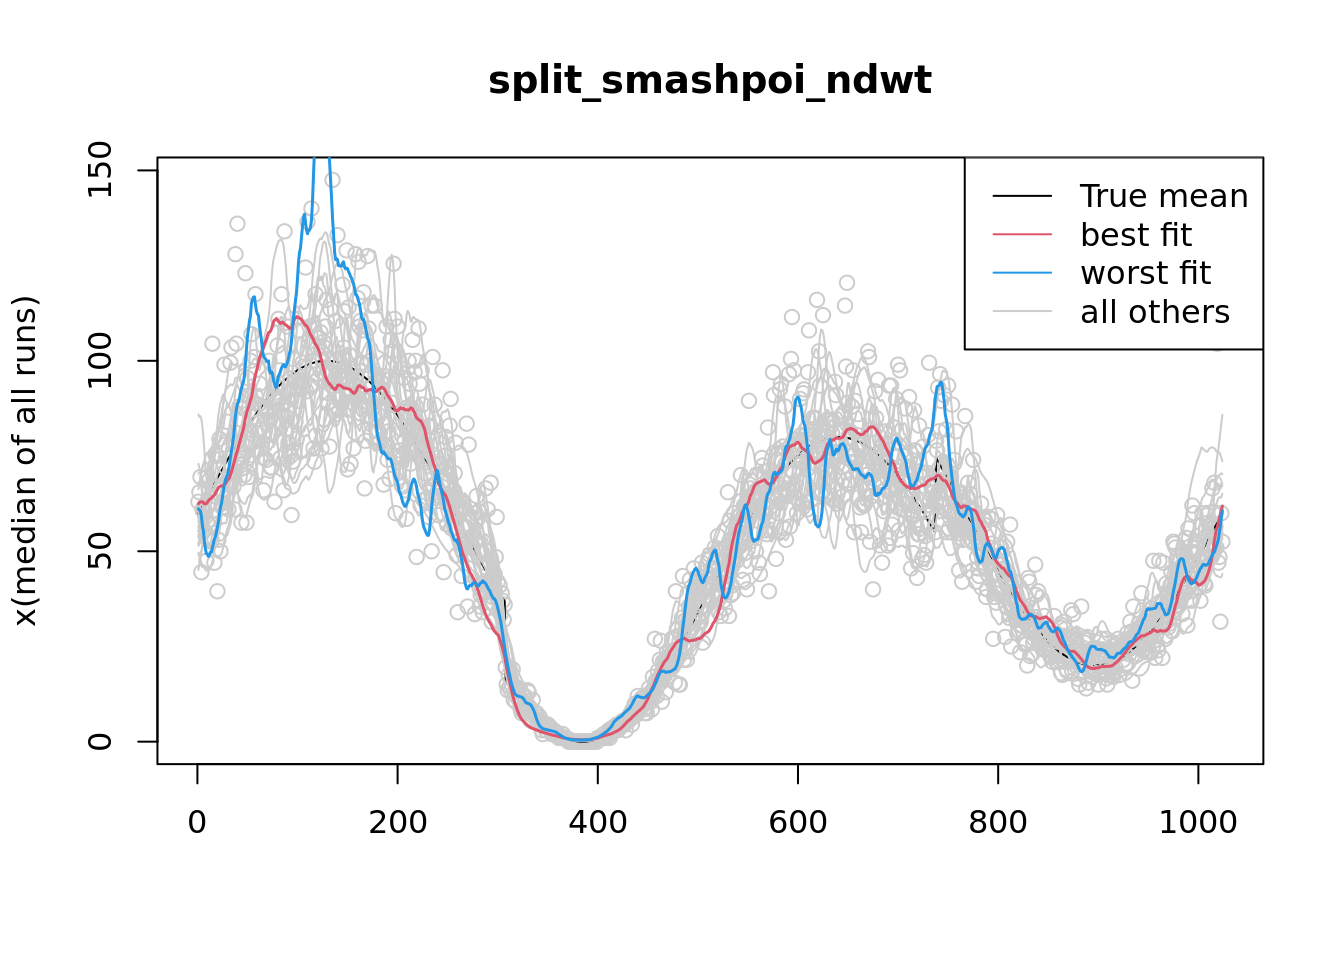 split_smashpoi_ndwt
x(median of all runs)
150
100
50
0
True mean
best fit
worst fit
all others
0 200 400 600 800 1000